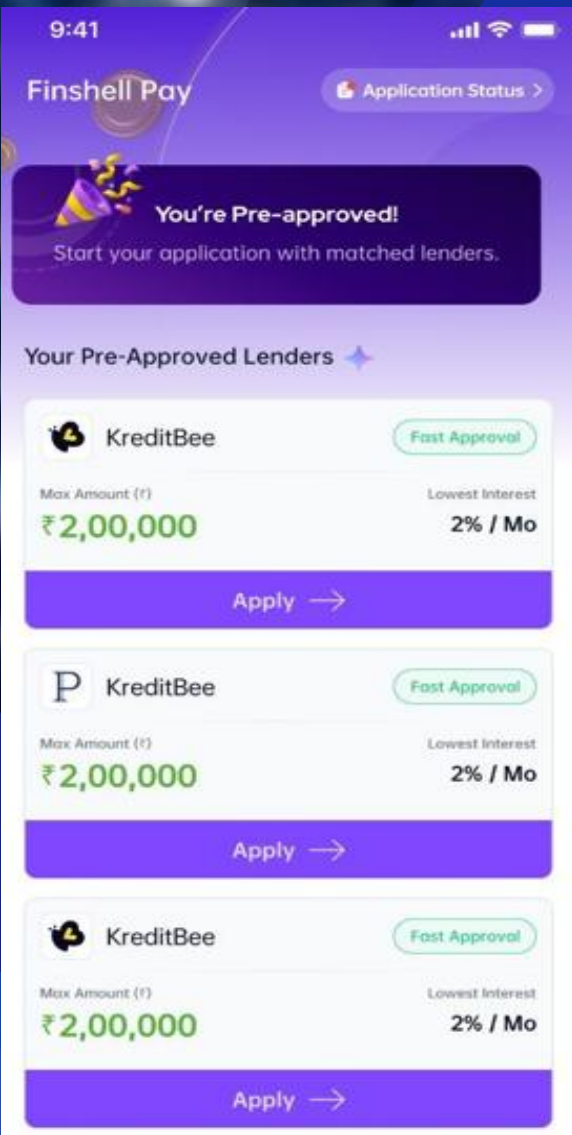 9:41
Finshell Pay
Application Status >
You're Pre-approved!
Start your application with matched lenders.
Your Pre-Approved Lenders
KreditBee
Fast Approval
Max Amount (₹)
Lowest Interest
₹2,00,000
2% / Mo
Apply →
P
KreditBee
Fast Approval
Max Amount (₹)
Lowest Interest
₹2,00,000
2% / Mo
Apply →
KreditBee
Fast Approval
Max Amount (₹)
Lowest Interest
₹2,00,000
2% / Mo
Apply →